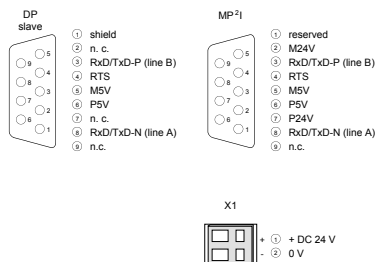 DP
slave
① shield
② n. c.
③ RxD/TxD-P (line B)
④ RTS
⑤ M5V
⑥ P5V
⑦ n. c.
⑧ RxD/TxD-N (line A)
⑨ n.c.
5
9
4
8
3
7
2
6
1
MP²I
① reserved
② M24V
③ RxD/TxD-P (line B)
④ RTS
⑤ M5V
⑥ P5V
⑦ P24V
⑧ RxD/TxD-N (line A)
⑨ n.c.
5
9
4
8
3
7
2
6
1
X1
+ ① + DC 24 V
- ② 0 V